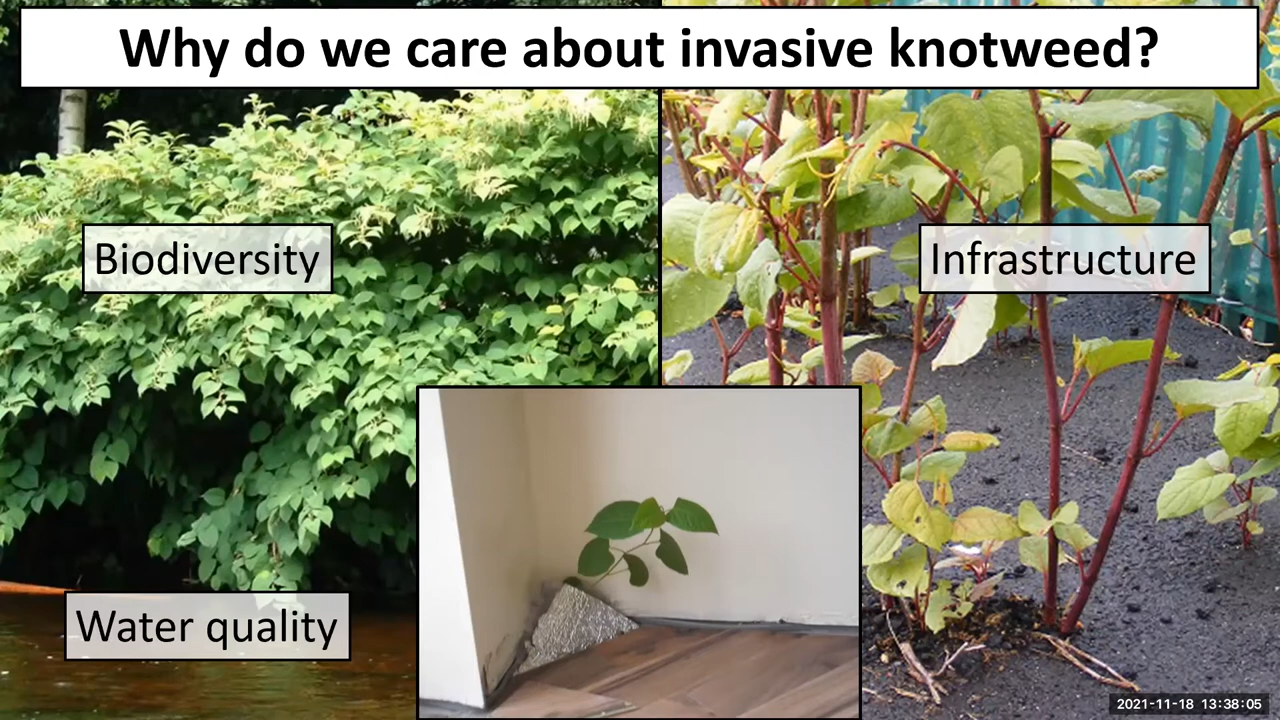 Why do we care about invasive knotweed?
Biodiversity
Infrastructure
Water quality
2021-11-18 13:38:05